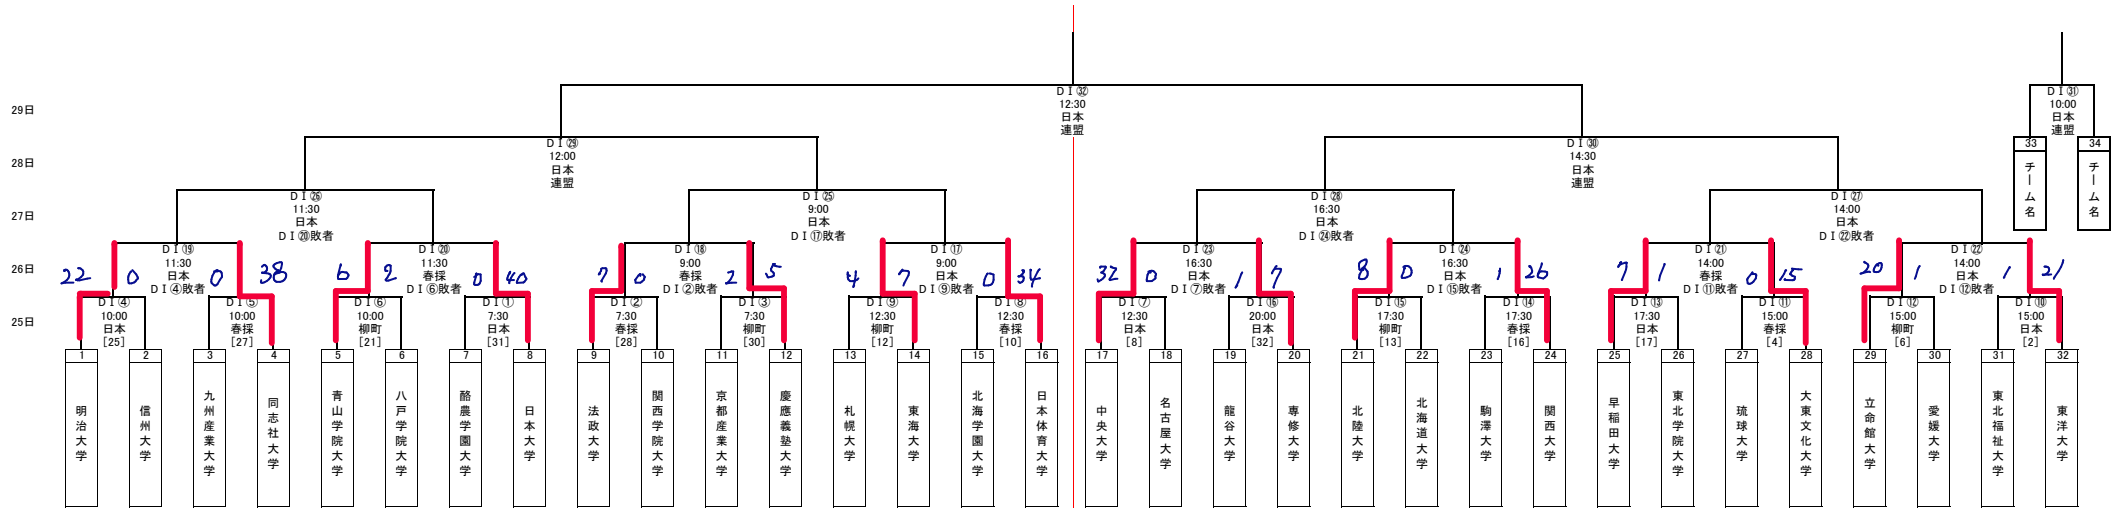 29日
DⅠ㉜
12:30
日本
連盟
DⅠ㉛
10:00
日本
連盟
28日
DⅠ㉙
12:00
日本
連盟
DⅠ㉚
14:30
日本
連盟
33
チーム名
34
チーム名
27日
DⅠ㉖
11:30
日本
DⅠ⑳敗者
DⅠ㉕
9:00
日本
DⅠ⑰敗者
DⅠ㉘
16:30
日本
DⅠ㉔敗者
DⅠ㉗
14:00
日本
DⅠ㉒敗者
26日
DⅠ⑲
11:30
日本
DⅠ④敗者
DⅠ⑳
11:30
春採
DⅠ⑥敗者
DⅠ⑱
9:00
春採
DⅠ②敗者
DⅠ⑰
9:00
日本
DⅠ⑨敗者
DⅠ㉓
16:30
日本
DⅠ⑦敗者
DⅠ㉔
16:30
日本
DⅠ⑮敗者
DⅠ㉑
14:00
春採
DⅠ⑪敗者
DⅠ㉒
14:00
日本
DⅠ⑫敗者
22 0 0 38 6 2 0 40 7 0 2 5 4 7 0 34 32 0 1 7 8 0 1 26 7 1 0 15 20 1 1 21
25日
DⅠ④
10:00
日本
[25]
DⅠ⑤
10:00
春採
[27]
DⅠ⑥
10:00
柳町
[21]
DⅠ①
7:30
日本
[31]
DⅠ②
7:30
春採
[28]
DⅠ③
7:30
柳町
[30]
DⅠ⑨
12:30
柳町
[12]
DⅠ⑧
12:30
春採
[10]
DⅠ⑦
12:30
日本
[8]
DⅠ⑯
20:00
日本
[32]
DⅠ⑮
17:30
柳町
[13]
DⅠ⑭
17:30
春採
[16]
DⅠ⑬
17:30
日本
[17]
DⅠ⑪
15:00
春採
[4]
DⅠ⑫
15:00
柳町
[6]
DⅠ⑩
15:00
日本
[2]
1
明治大学
2
信州大学
3
九州産業大学
4
同志社大学
5
青山学院大学
6
八戸学院大学
7
酪農学園大学
8
日本大学
9
法政大学
10
関西学院大学
11
京都産業大学
12
慶應義塾大学
13
札幌大学
14
東海大学
15
北海学園大学
16
日本体育大学
17
中央大学
18
名古屋大学
19
龍谷大学
20
専修大学
21
北陸大学
22
北海道大学
23
駒澤大学
24
関西大学
25
早稲田大学
26
東北学院大学
27
琉球大学
28
大東文化大学
29
立命館大学
30
愛媛大学
31
東北福祉大学
32
東洋大学